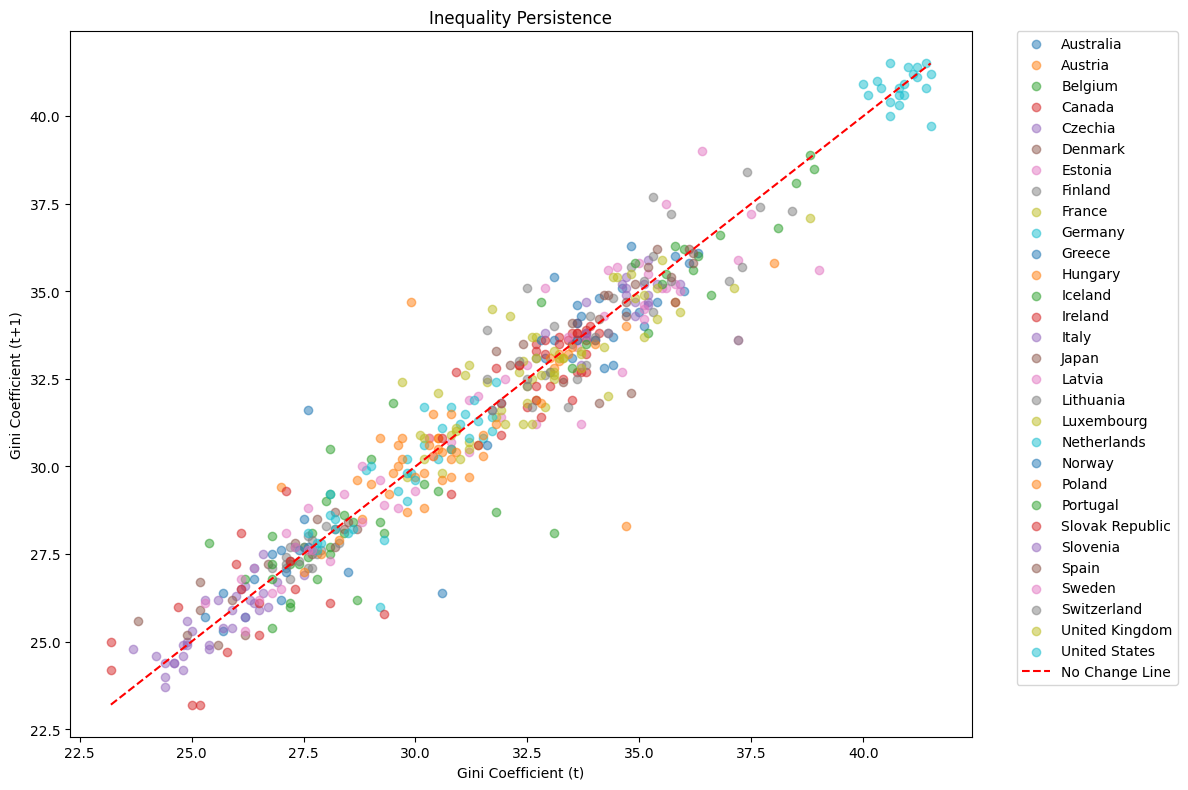 Inequality Persistence
Gini Coefficient (t+1)
40.0
37.5
35.0
32.5
30.0
27.5
25.0
22.5
22.5 25.0 27.5 30.0 32.5 35.0 37.5 40.0
Gini Coefficient (t)
Australia
Austria
Belgium
Canada
Czechia
Denmark
Estonia
Finland
France
Germany
Greece
Hungary
Iceland
Ireland
Italy
Japan
Latvia
Lithuania
Luxembourg
Netherlands
Norway
Poland
Portugal
Slovak Republic
Slovenia
Spain
Sweden
Switzerland
United Kingdom
United States
No Change Line